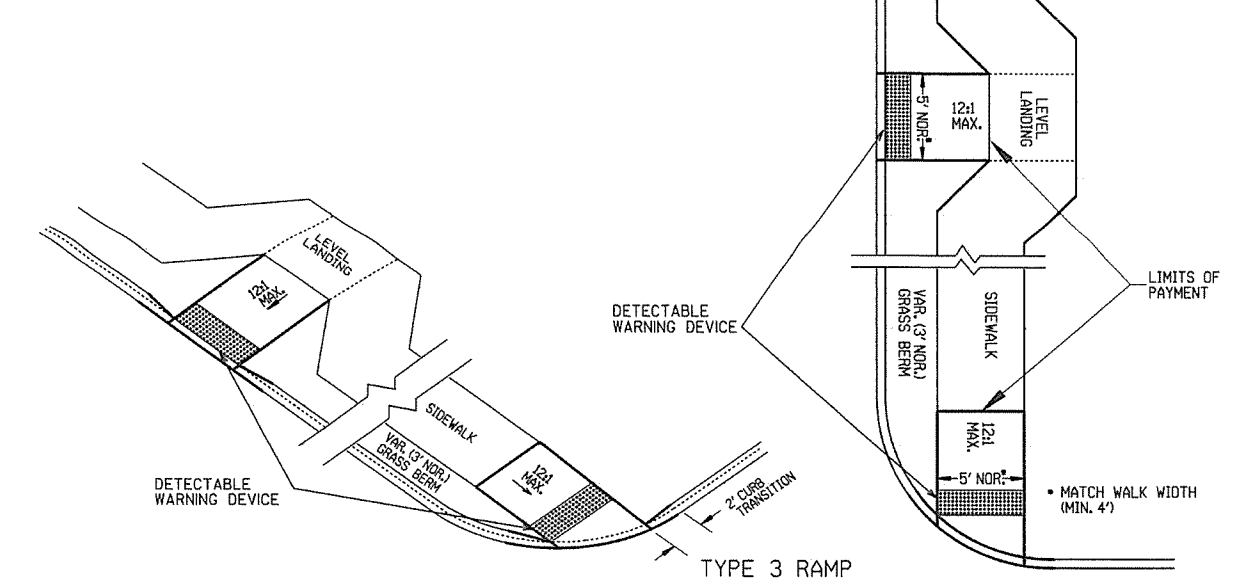 LEVEL
LANDING
12:1
MAX.
SIDEWALK
VAR. (3' NOR.)
GRASS BERM
12:1
MAX.
DETECTABLE
WARNING DEVICE
2' CURB
TRANSITION
TYPE 3 RAMP
5' NOR.*
12:1
MAX.
LEVEL
LANDING
DETECTABLE
WARNING DEVICE
VAR. (3' NOR.)
GRASS BERM
SIDEWALK
LIMITS OF
PAYMENT
12:1
MAX.
5' NOR.*
* MATCH WALK WIDTH
(MIN. 4')